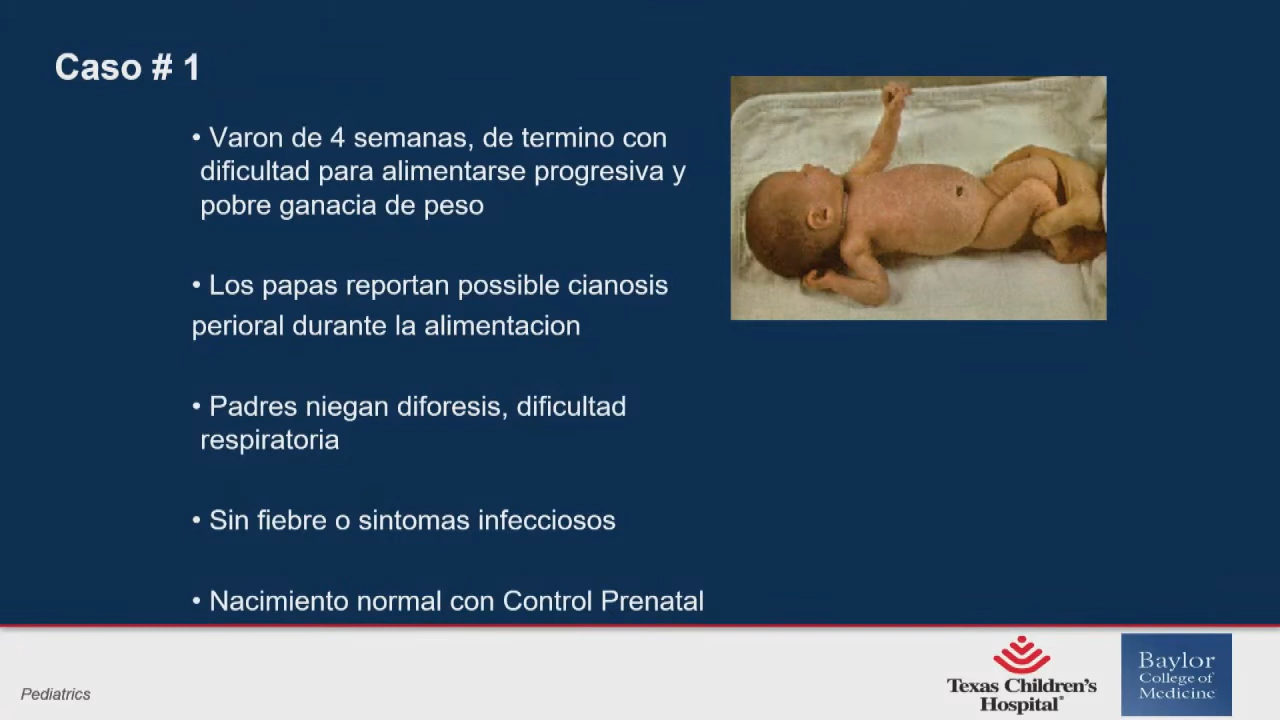 Caso # 1
• Varon de 4 semanas, de termino con
dificultad para alimentarse progresiva y
pobre ganacia de peso
• Los papas reportan possible cianosis
perioral durante la alimentacion
• Padres niegan diforesis, dificultad
respiratoria
• Sin fiebre o sintomas infecciosos
• Nacimiento normal con Control Prenatal
Pediatrics
Texas Children's
Hospital®
Baylor
College of
Medicine